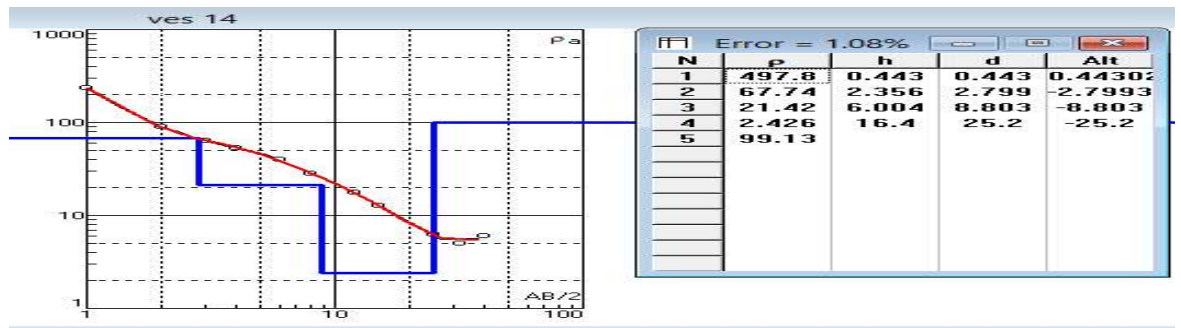 ves 14
1000
Pa
100
10
1
AB/2
1 10 100
Error = 1.08%
N ρ h d Alt
1 497.8 0.443 0.443 0.44302
2 67.74 2.356 2.799 -2.7993
3 21.42 6.004 8.803 -8.803
4 2.426 16.4 25.2 -25.2
5 99.13